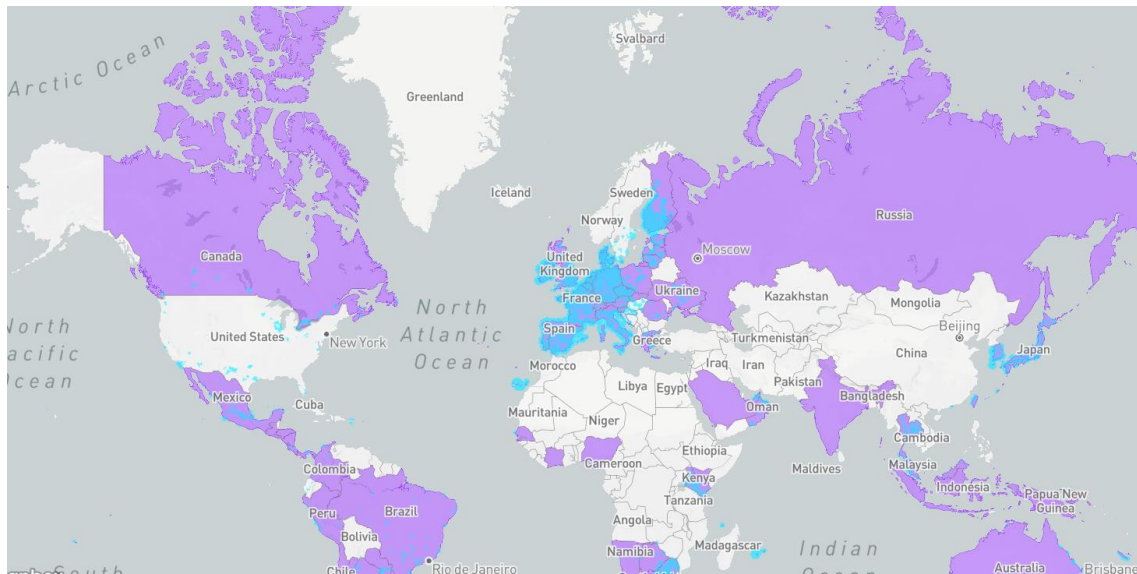 Svalbard
Arctic Ocean
Greenland
Iceland
Sweden
Norway
Russia
Moscow
Canada
United
Kingdom
Ukraine
France
Kazakhstan
Mongolia
North
Atlantic
Ocean
North
acific
Ocean
United States
New York
Spain
Greece
Turkmenistan
Beijing
Japan
China
Morocco
Iraq
Iran
Pakistan
Libya
Egypt
Mexico
Cuba
Bangladesh
Mauritania
Niger
Oman
Cambodia
Ethiopia
Cameroon
Maldives
Malaysia
Colombia
Kenya
Indonesia
Tanzania
Papua New
Guinea
Peru
Brazil
Angola
Bolivia
Madagascar
Namibia
Indian
Rio de Janeiro
Chile
Australia
Brisbane